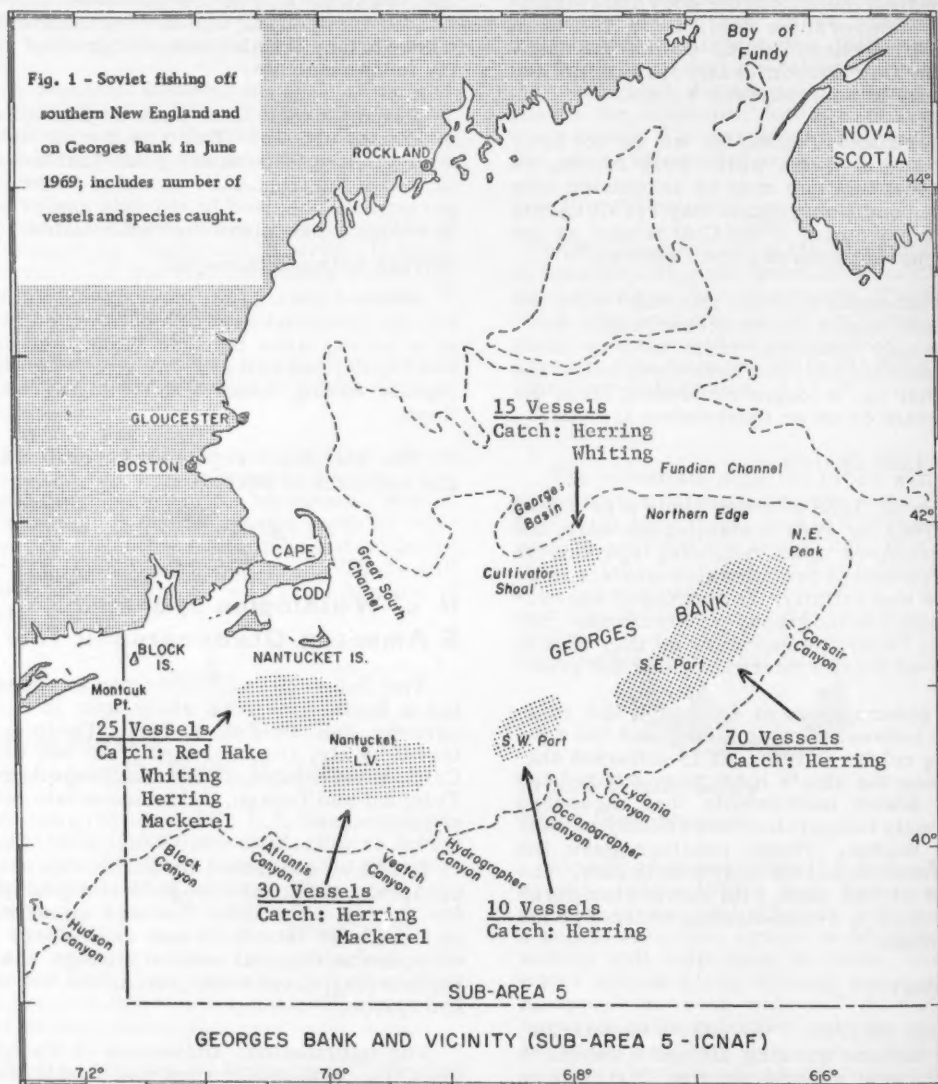 Fig. 1 - Soviet fishing off
southern New England and
on Georges Bank in June
1969; includes number of
vessels and species caught.
Bay of
Fundy
NOVA
SCOTIA
ROCKLAND
44°
15 Vessels
Catch: Herring
Whiting
GLOUCESTER
BOSTON
Fundian Channel
Georges
Basin
Northern Edge
42°
N.E.
Peak
CAPE
COD
Great South
Channel
Cultivator
Shoal
GEORGES BANK
BLOCK
IS.
NANTUCKET IS.
Corsair
Canyon
S.E. Part
Montauk
Pt.
25 Vessels
Catch: Red Hake
Whiting
Herring
Mackerel
Nantucket
L.V.
S.W. Part
70 Vessels
Catch: Herring
Lydonia
Canyon
Oceanographer
Canyon
40°
Hydrographer
Canyon
Veatch
Canyon
Atlantis
Canyon
Block
Canyon
30 Vessels
Catch: Herring
Mackerel
10 Vessels
Catch: Herring
Hudson
Canyon
SUB-AREA 5
GEORGES BANK AND VICINITY (SUB-AREA 5-ICNAF)
72°
70°
68°
66°